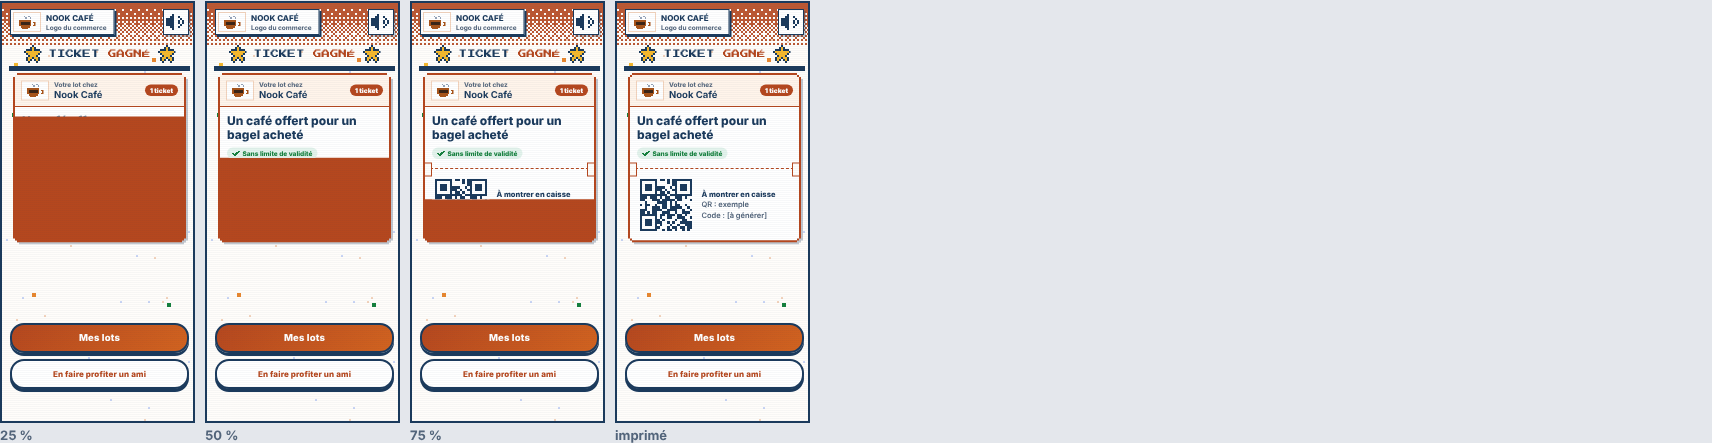 NOOK CAFÉ
Logo du commerce
TICKET GAGNÉ
Votre lot chez
Nook Café
1 ticket
Mes lots
En faire profiter un ami
25 %
NOOK CAFÉ
Logo du commerce
TICKET GAGNÉ
Votre lot chez
Nook Café
1 ticket
Un café offert pour un
bagel acheté
Sans limite de validité
Mes lots
En faire profiter un ami
50 %
NOOK CAFÉ
Logo du commerce
TICKET GAGNÉ
Votre lot chez
Nook Café
1 ticket
Un café offert pour un
bagel acheté
Sans limite de validité
À montrer en caisse
Mes lots
En faire profiter un ami
75 %
NOOK CAFÉ
Logo du commerce
TICKET GAGNÉ
Votre lot chez
Nook Café
1 ticket
Un café offert pour un
bagel acheté
Sans limite de validité
À montrer en caisse
QR : exemple
Code : [à générer]
Mes lots
En faire profiter un ami
imprimé